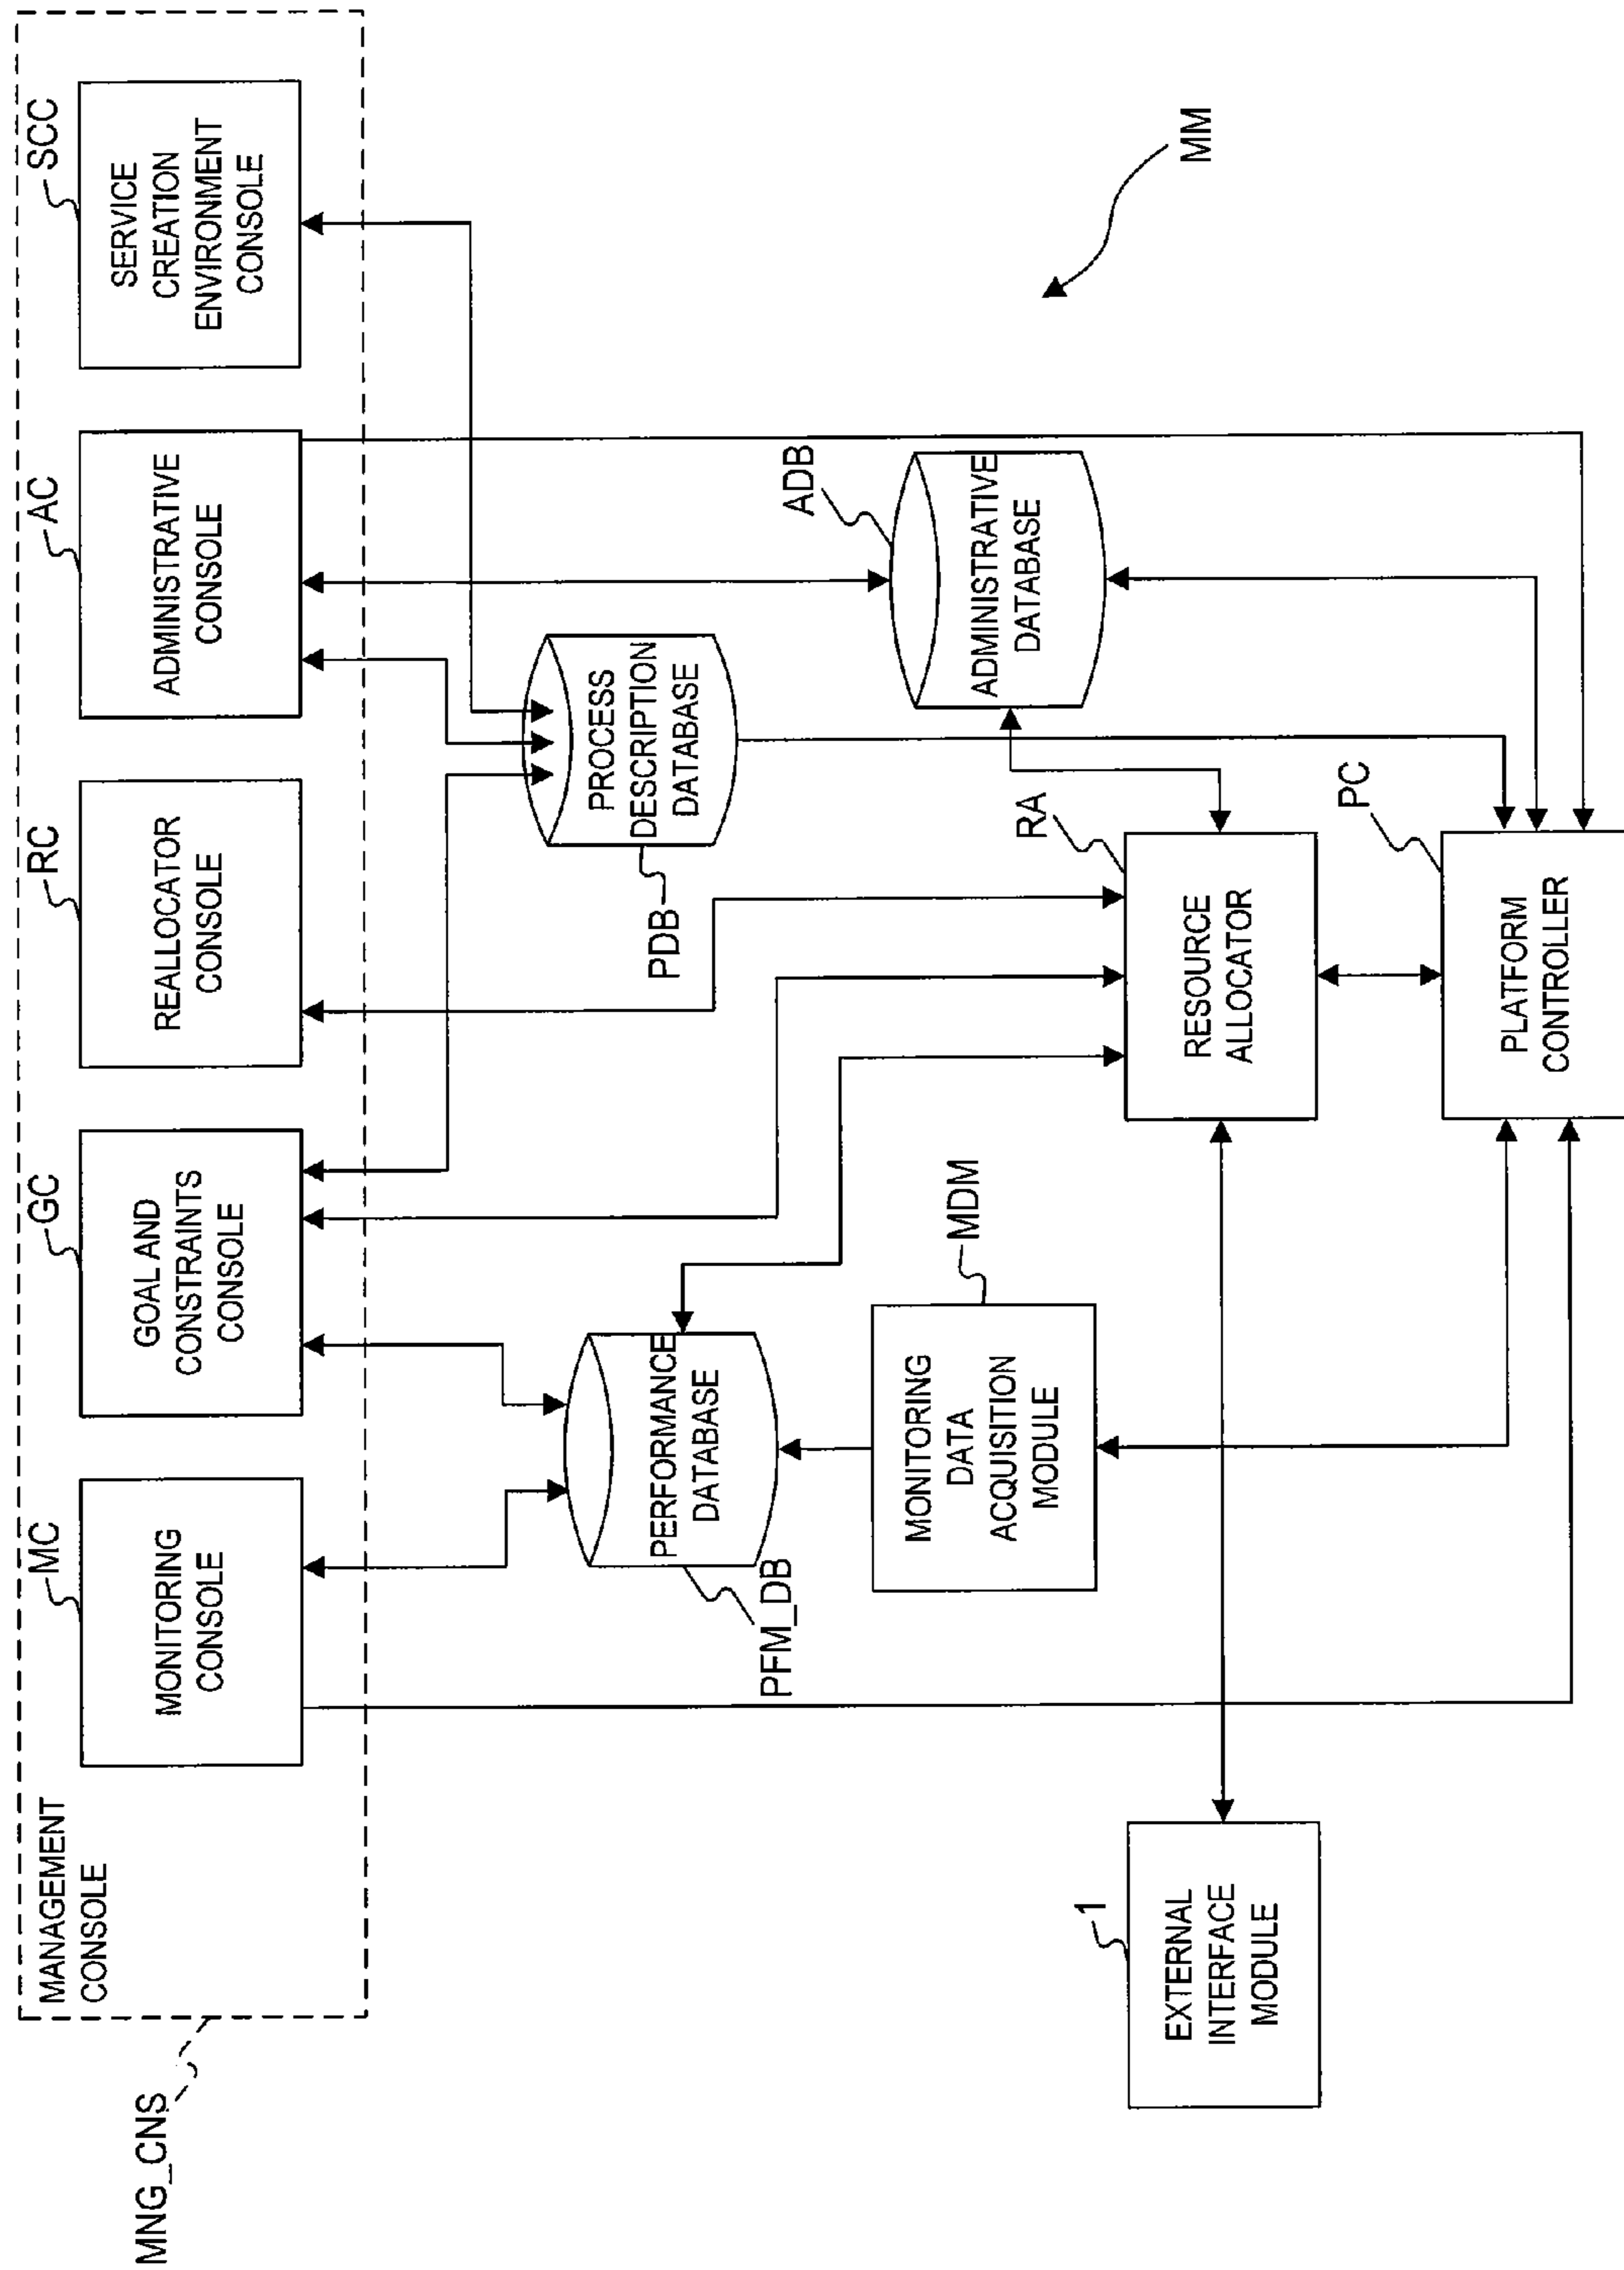 MNG_CNS
MANAGEMENT
CONSOLE
MC
MONITORING
CONSOLE
GC
GOAL AND
CONSTRAINTS
CONSOLE
RC
REALLOCATOR
CONSOLE
AC
ADMINISTRATIVE
CONSOLE
SCC
SERVICE
CREATION
ENVIRONMENT
CONSOLE
PERFORMANCE
DATABASE
PFM_DB
PROCESS
DESCRIPTION
DATABASE
PDB
ADB
ADMINISTRATIVE
DATABASE
MONITORING
DATA
ACQUISITION
MODULE
MDM
MM
1
EXTERNAL
INTERFACE
MODULE
RA
RESOURCE
ALLOCATOR
PC
PLATFORM
CONTROLLER